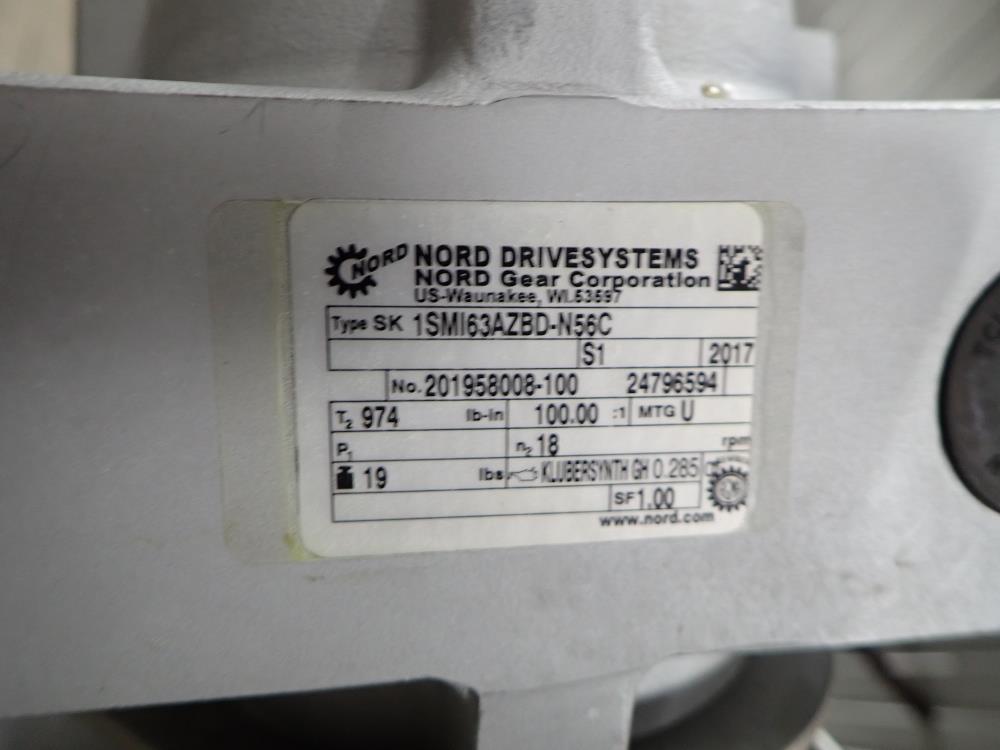 NORD
NORD DRIVESYSTEMS
NORD Gear Corporation
US-Waunakee, WI.53597
Type SK 1SMI63AZBD-N56C
S1 2017
No. 201958008-100 24796594
T2 974 lb-in 100.00 :1 MTG U
P1 n2 18 rpm
19 lbs KLUBERSYNTH GH 0.285
SF 1.00
www.nord.com